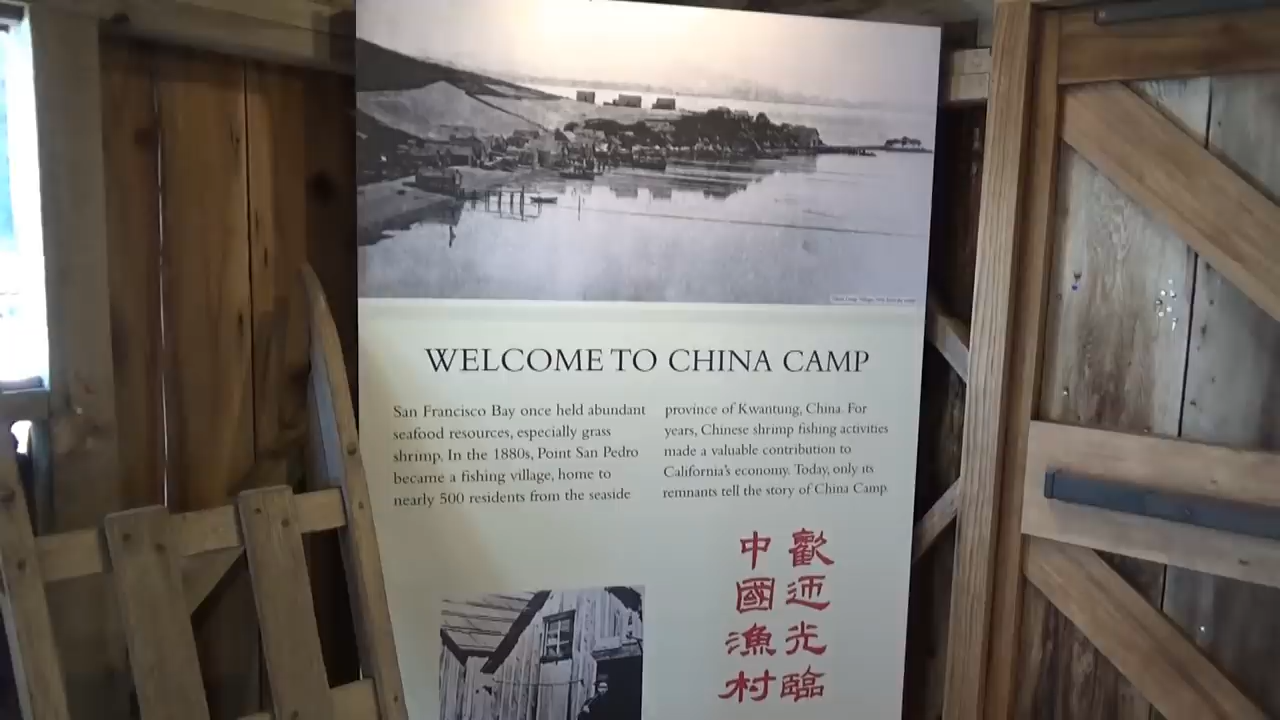 WELCOME TO CHINA CAMP
San Francisco Bay once held abundant
seafood resources, especially grass
shrimp. In the 1880s, Point San Pedro
became a fishing village, home to
nearly 500 residents from the seaside
province of Kwantung, China. For
years, Chinese shrimp fishing activities
made a valuable contribution to
California's economy. Today, only its
remnants tell the story of China Camp.
歡迎光臨
中國漁村